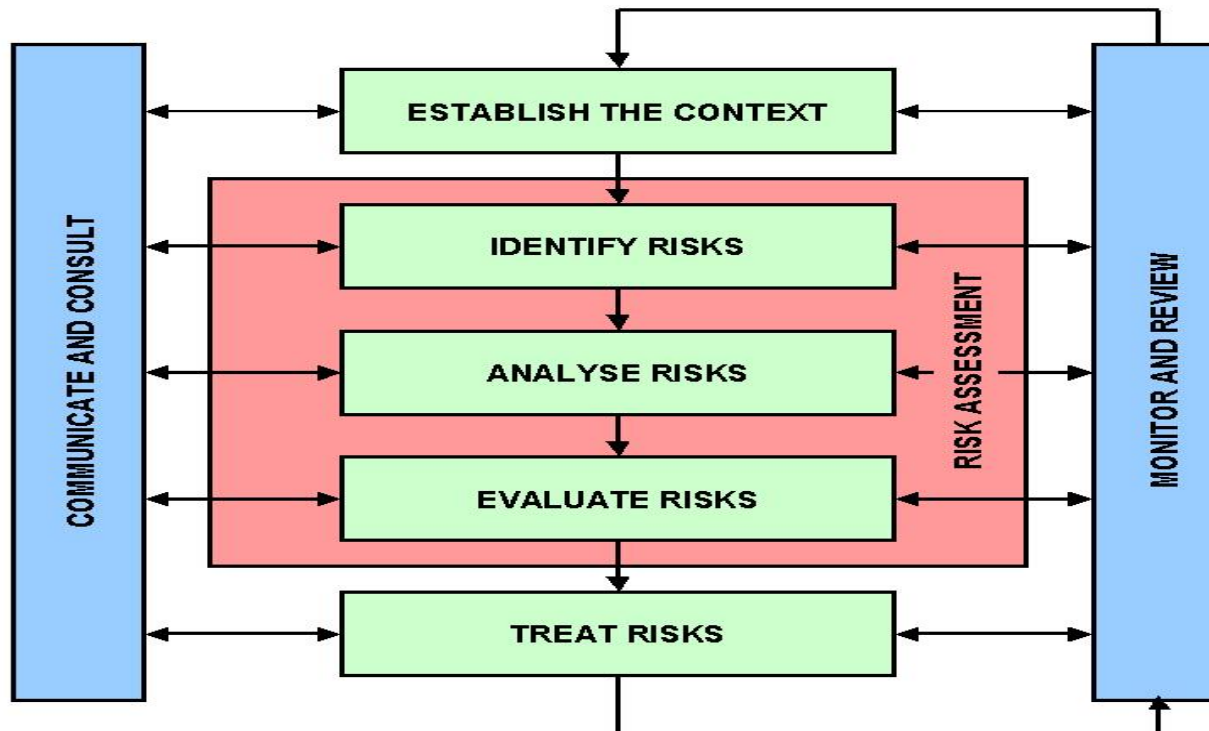 ESTABLISH THE CONTEXT
COMMUNICATE AND CONSULT
IDENTIFY RISKS
ANALYSE RISKS
EVALUATE RISKS
RISK ASSESSMENT
MONITOR AND REVIEW
TREAT RISKS